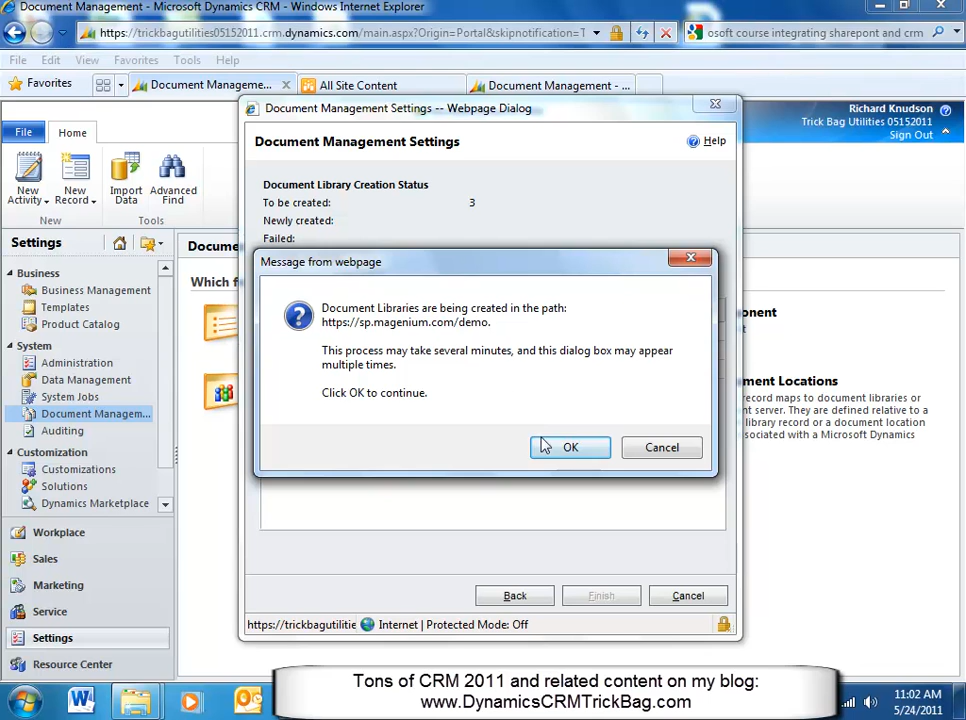 Document Management - Microsoft Dynamics CRM - Windows Internet Explorer
https://trickbagutilities05152011.crm.dynamics.com/main.aspx?Origin=Portal&skipnotification=T
osoft course integrating sharepont and crm
File Edit View Favorites Tools Help
Favorites
Document Manageme...
All Site Content
Document Management - ...
Document Management Settings -- Webpage Dialog
Richard Knudson
Trick Bag Utilities 05152011
Sign Out
File
Home
Document Management Settings
Help
New Activity
New Record
Import Data
Advanced Find
New
Tools
Document Library Creation Status
To be created: 3
Newly created:
Failed:
Settings
Docume
Which f
Business
Business Management
Templates
Product Catalog
System
Administration
Data Management
System Jobs
Document Managem...
Auditing
Customization
Customizations
Solutions
Dynamics Marketplace
Workplace
Sales
Marketing
Service
Settings
Resource Center
Message from webpage
Document Libraries are being created in the path:
https://sp.magenium.com/demo.
This process may take several minutes, and this dialog box may appear
multiple times.
Click OK to continue.
OK
Cancel
ponent
ment Locations
record maps to document libraries or
nt server. They are defined relative to a
library record or a document location
sociated with a Microsoft Dynamics
Back
Finish
Cancel
https://trickbagutilitie
Internet | Protected Mode: Off
Tons of CRM 2011 and related content on my blog:
www.DynamicsCRMTrickBag.com
11:02 AM
5/24/2011